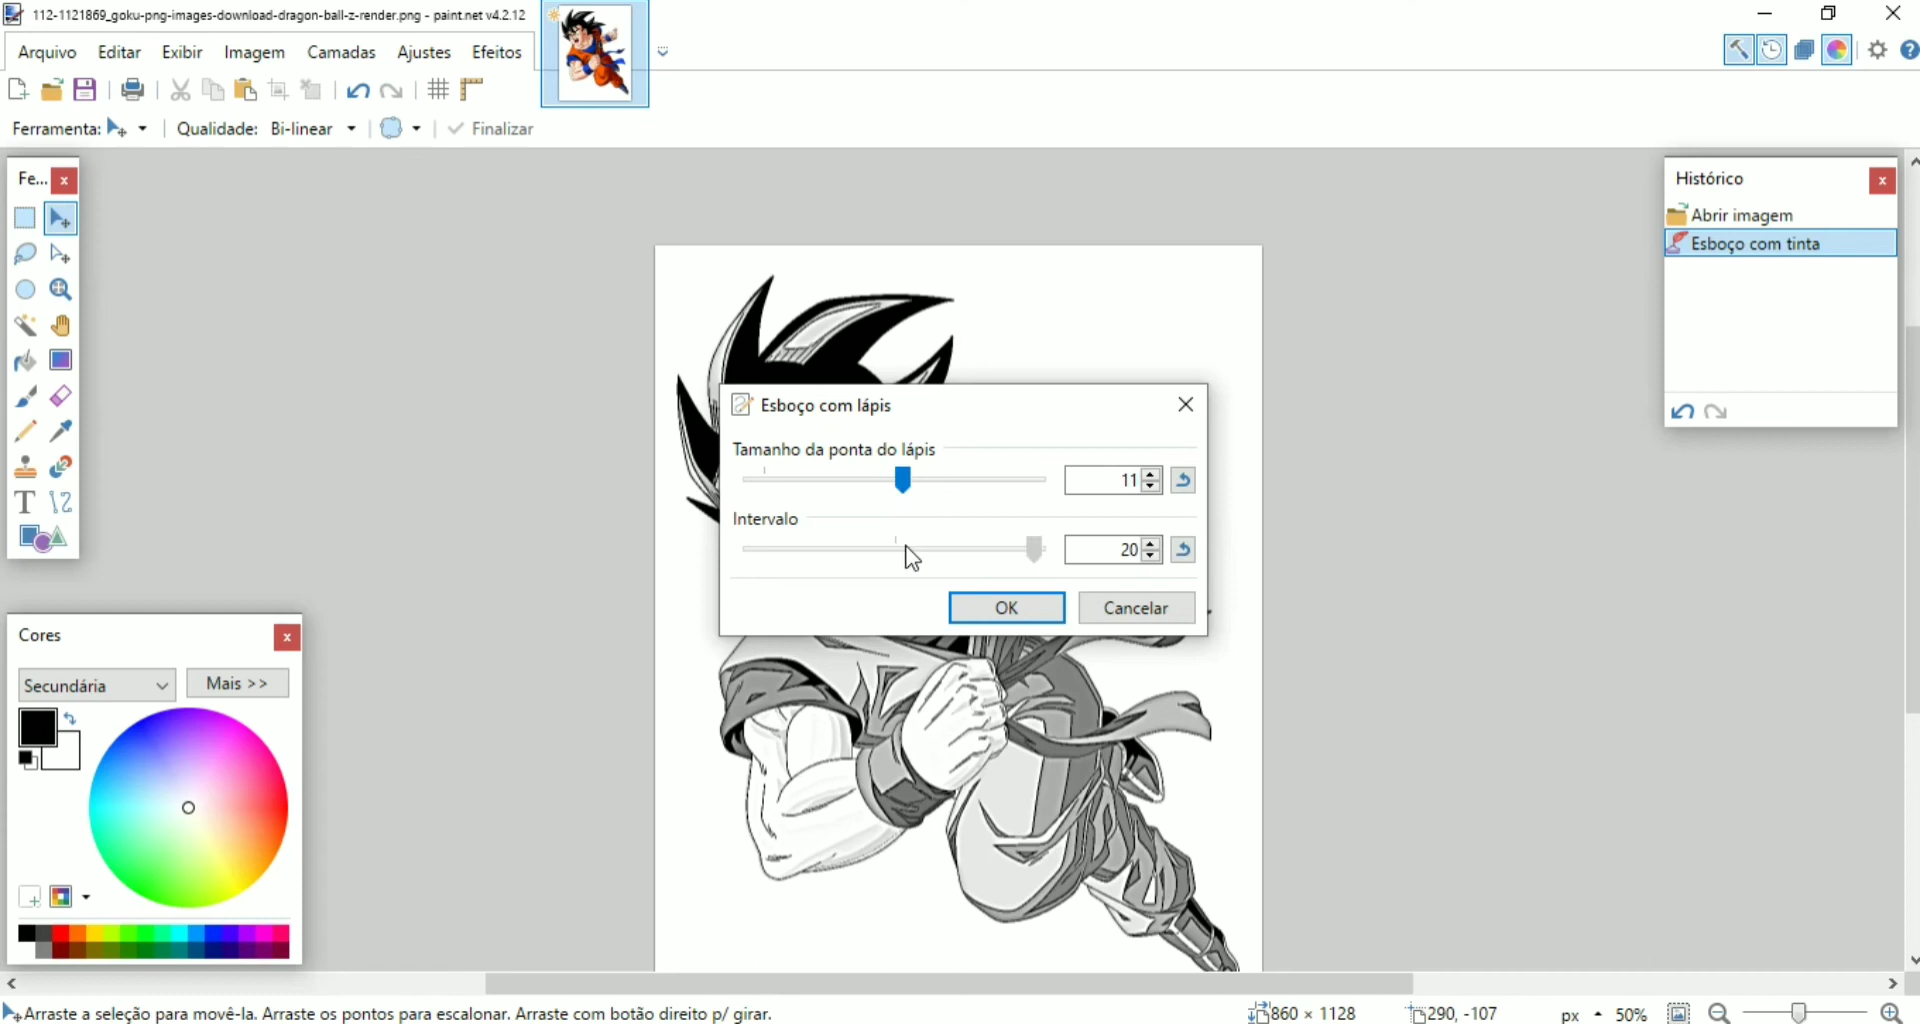 112-1121869_goku-png-images-download-dragon-ball-z-render.png - paint.net v4.2.12
Arquivo Editar Exibir Imagem Camadas Ajustes Efeitos
Ferramenta: Qualidade: Bi-linear Finalizar
Fe...
Histórico
Abrir imagem
Esboço com tinta
Esboço com lápis
Tamanho da ponta do lápis
11
Intervalo
20
OK Cancelar
Cores
Secundária Mais >>
Arraste a seleção para movê-la. Arraste os pontos para escalonar. Arraste com botão direito p/ girar.
860 × 1128 290, -107 px 50%